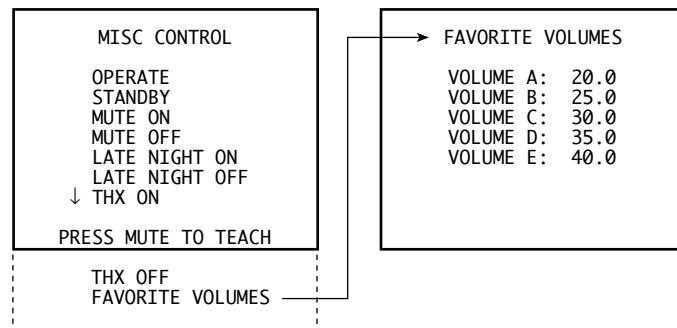 MISC CONTROL
OPERATE
STANDBY
MUTE ON
MUTE OFF
LATE NIGHT ON
LATE NIGHT OFF
↓ THX ON
PRESS MUTE TO TEACH
THX OFF
FAVORITE VOLUMES
FAVORITE VOLUMES
VOLUME A: 20.0
VOLUME B: 25.0
VOLUME C: 30.0
VOLUME D: 35.0
VOLUME E: 40.0